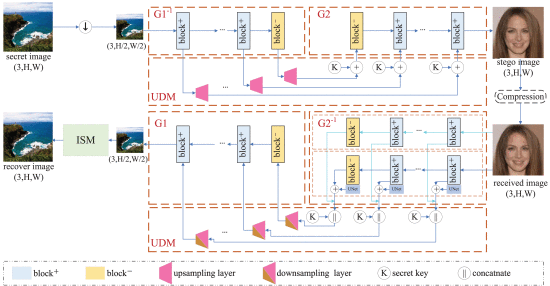 G1⁻¹
G2
block⁺
...
block⁺
block⁻
block⁻
block⁺
...
block⁺
(3,H/2,W/2)
secret image
(3,H,W)
...
K
+
K
+
K
+
UDM
stego image
(3,H,W)
Compression
G1
G2⁻¹
block⁺
...
block⁺
block⁻
block⁻
block⁺
...
block⁺
ISM
(3,H/2,W/2)
recover image
(3,H,W)
block⁻
block⁺
...
block⁺
+
UNet
+
UNet
+
UNet
received image
(3,H,W)
K
||
K
||
K
||
...
UDM
block⁺
block⁻
upsampling layer
downsampling layer
K
secret key
||
concatnate